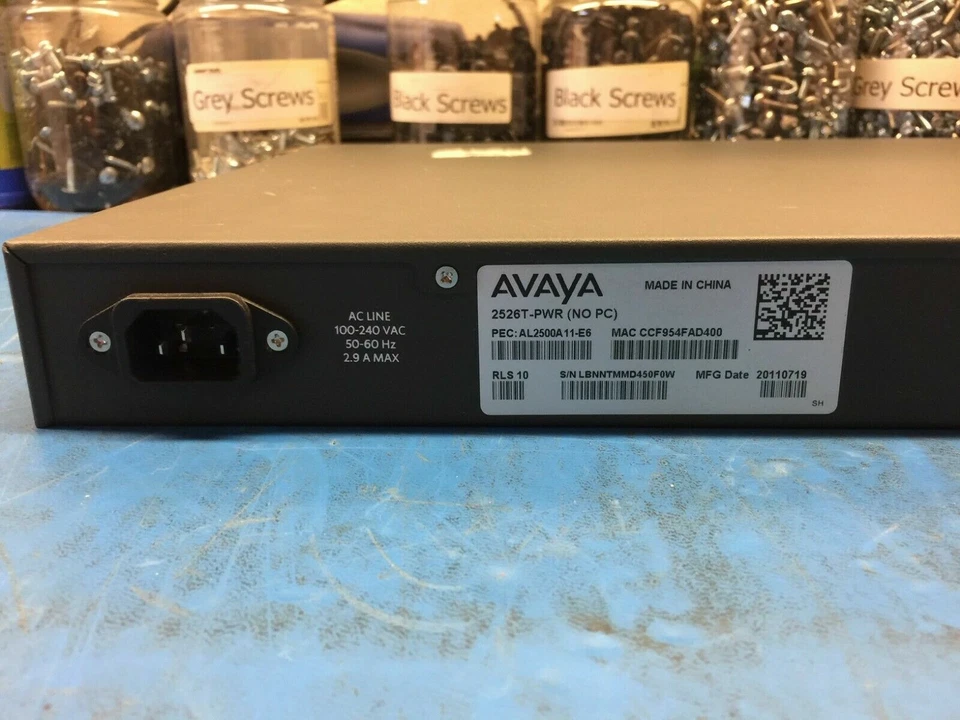 Grey Screws
Black Screws
Black Screws
Grey Screw
AC LINE
100-240 VAC
50-60 Hz
2.9 A MAX
AVAYA
MADE IN CHINA
2526T-PWR (NO PC)
PEC: AL2500A11-E6 MAC CCF954FAD400
RLS 10 S/N LBNNTMMD450F0W MFG Date 20110719
SH